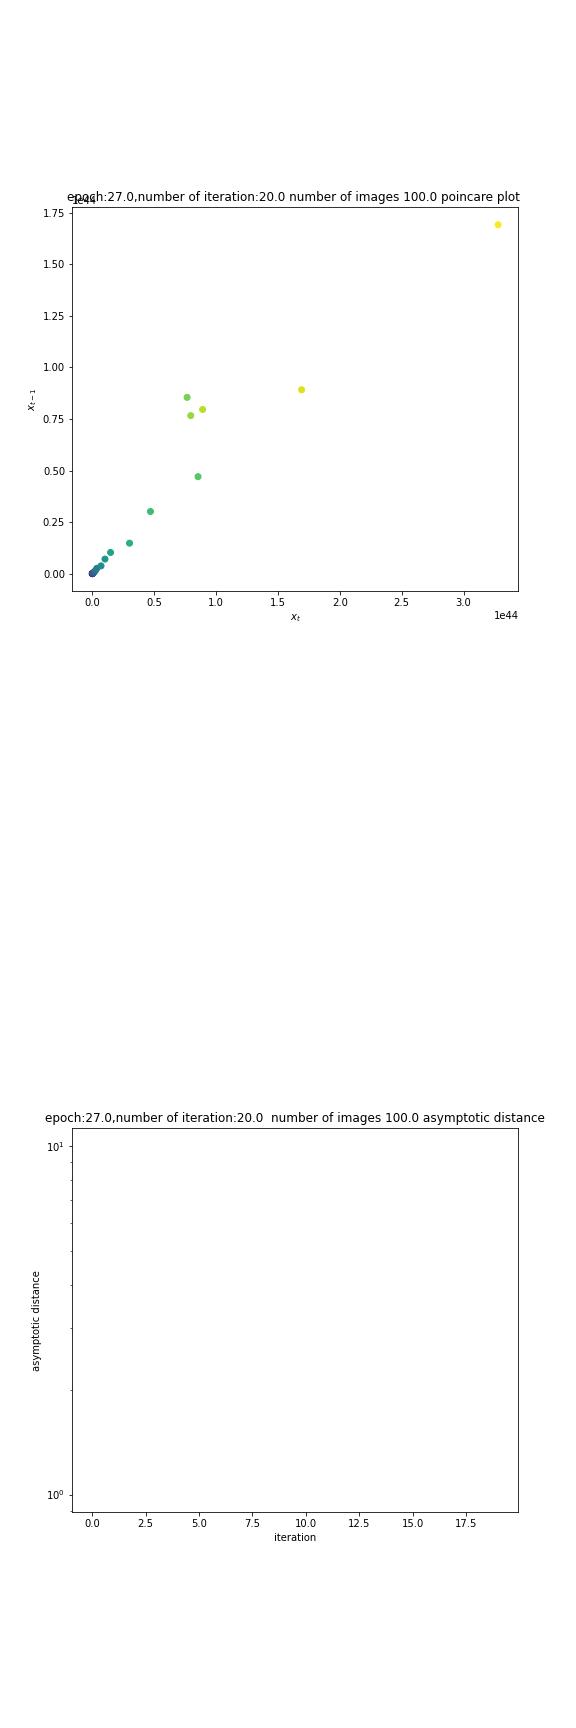 epoch:27.0,number of iteration:20.0 number of images 100.0 poincare plot
1e44
1.75
1.50
1.25
1.00
0.75
0.50
0.25
0.00
x_{t−1}
0.0 0.5 1.0 1.5 2.0 2.5 3.0
x_t
1e44
epoch:27.0,number of iteration:20.0  number of images 100.0 asymptotic distance
10^1
10^0
asymptotic distance
0.0 2.5 5.0 7.5 10.0 12.5 15.0 17.5
iteration